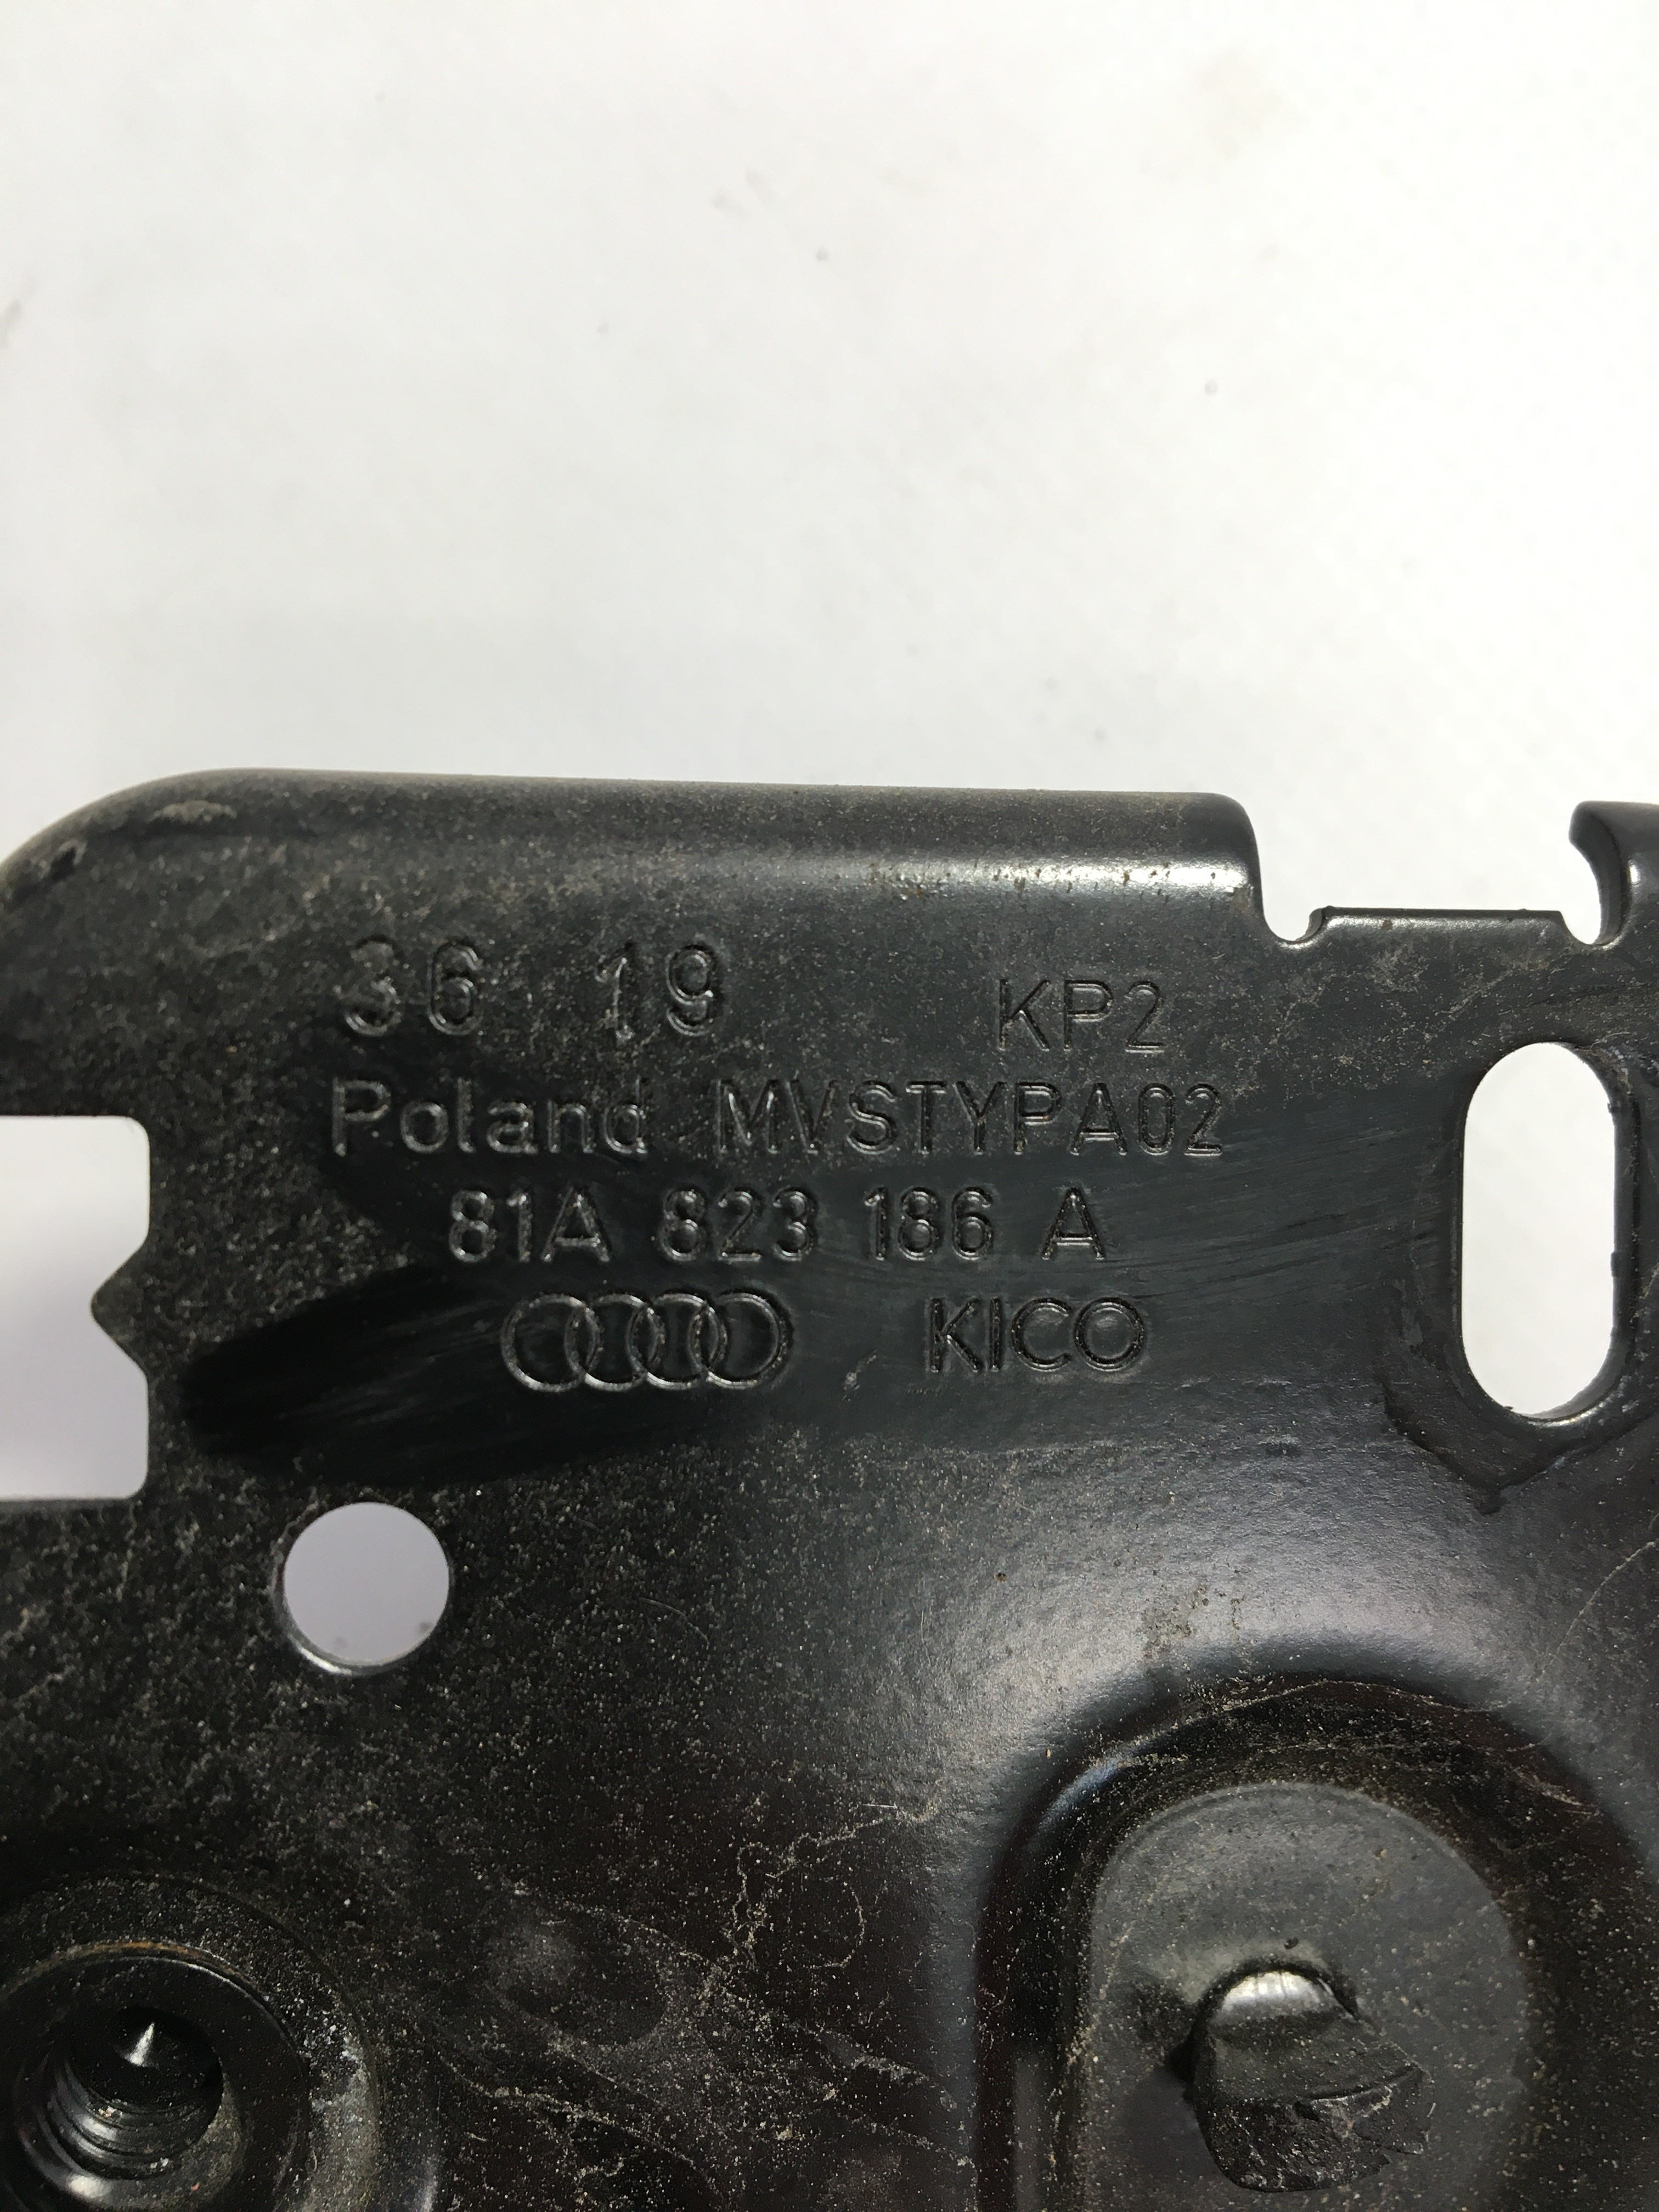 36 19 KP2
Poland MVSTYPA02
81A 823 186 A
KICO